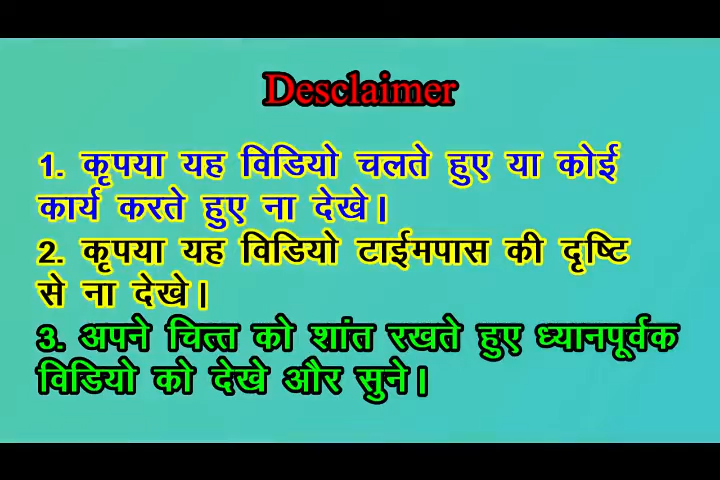 Desclaimer
1. कृपया यह विडियो चलते हुए या कोई
कार्य करते हुए ना देखे।
2. कृपया यह विडियो टाईमपास की दृष्टि
से ना देखे।
3. अपने चित्त को शांत रखते हुए ध्यानपूर्वक
विडियो को देखे और सुने।